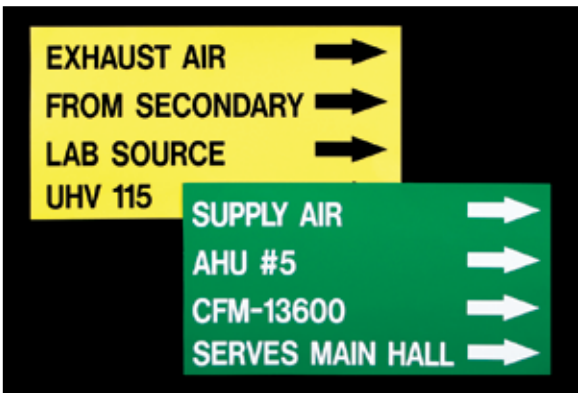 EXHAUST AIR
FROM SECONDARY
LAB SOURCE
UHV 115
SUPPLY AIR
AHU #5
CFM-13600
SERVES MAIN HALL